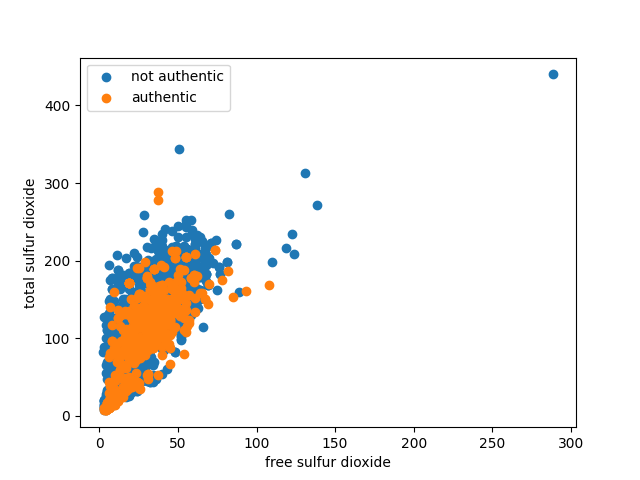 not authentic
authentic
total sulfur dioxide
400
300
200
100
0
0 50 100 150 200 250 300
free sulfur dioxide